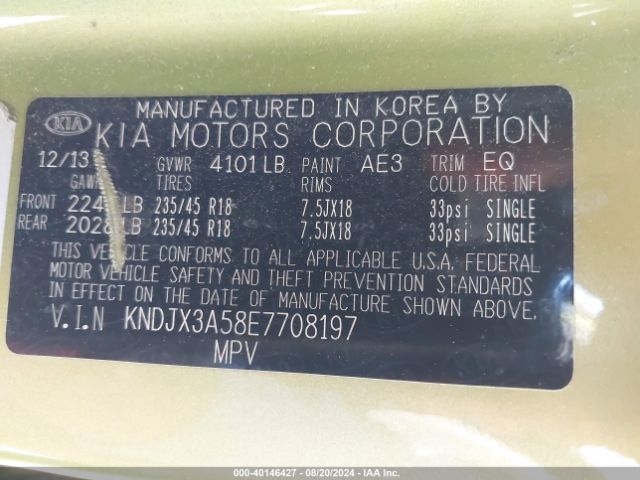 KIA
MANUFACTURED IN KOREA BY
KIA MOTORS CORPORATION
12/13 GVWR 4101 LB PAINT AE3 TRIM EQ
TIRES RIMS COLD TIRE INFL
FRONT LB 235/45 R18 7.5JX18 33psi SINGLE
REAR 2028 LB 235/45 R18 7.5JX18 33psi SINGLE
THIS VEHICLE CONFORMS TO ALL APPLICABLE U.S.A. FEDERAL
MOTOR VEHICLE SAFETY AND THEFT PREVENTION STANDARDS
IN EFFECT ON THE DATE OF MANUFACTURE SHOWN ABOVE.
V.I.N KNDJX3A58E7708197
MPV
000-40146427 - 08/20/2024 - IAAI.COM